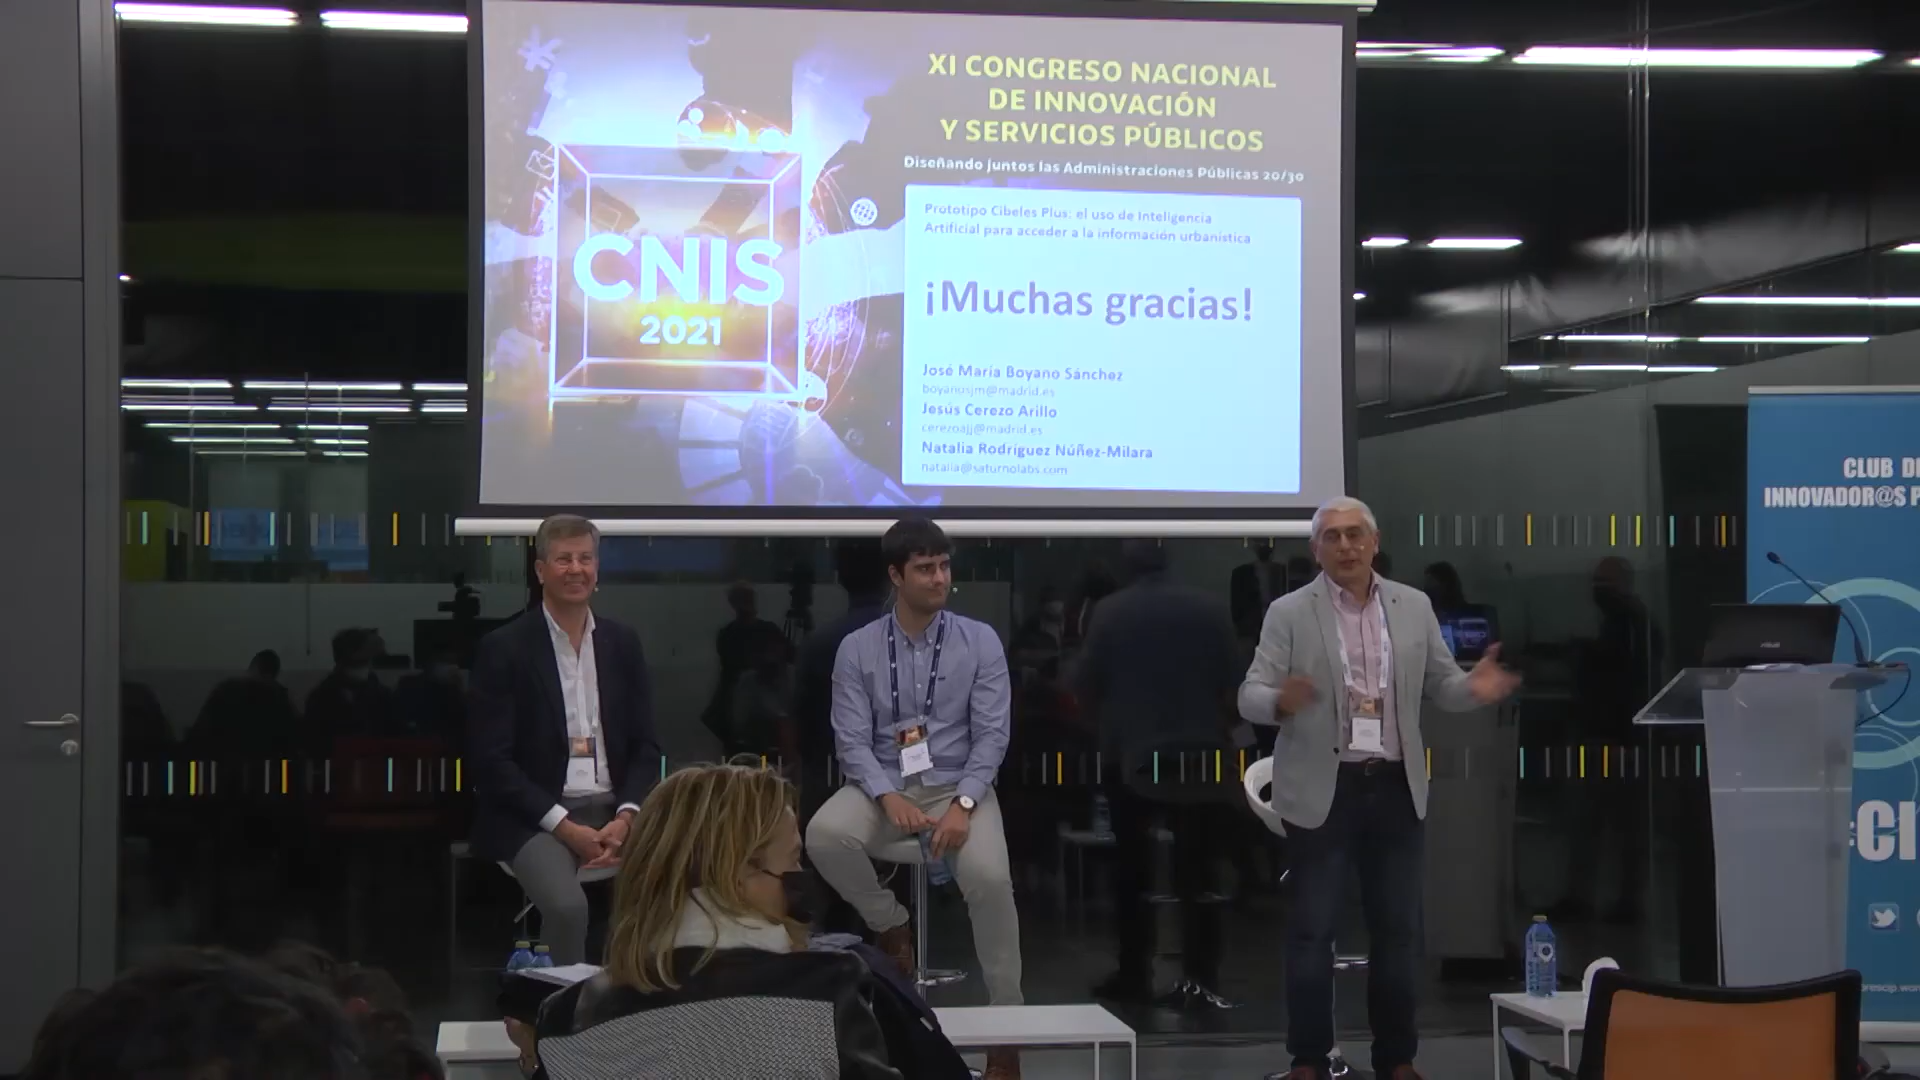 XI CONGRESO NACIONAL
DE INNOVACIÓN
Y SERVICIOS PÚBLICOS
Diseñando juntos las Administraciones Públicas 20/30
CNIS
2021
Prototipo Cibeles Plus: el uso de Inteligencia
Artificial para acceder a la información urbanística
¡Muchas gracias!
José María Boyano Sánchez
boyanosjm@madrid.es
Jesús Cerezo Arillo
cerezoajj@madrid.es
Natalia Rodríguez Núñez-Milara
natalia@saturnolabs.com
CLUB DE
INNOVADOR@S P
#CI